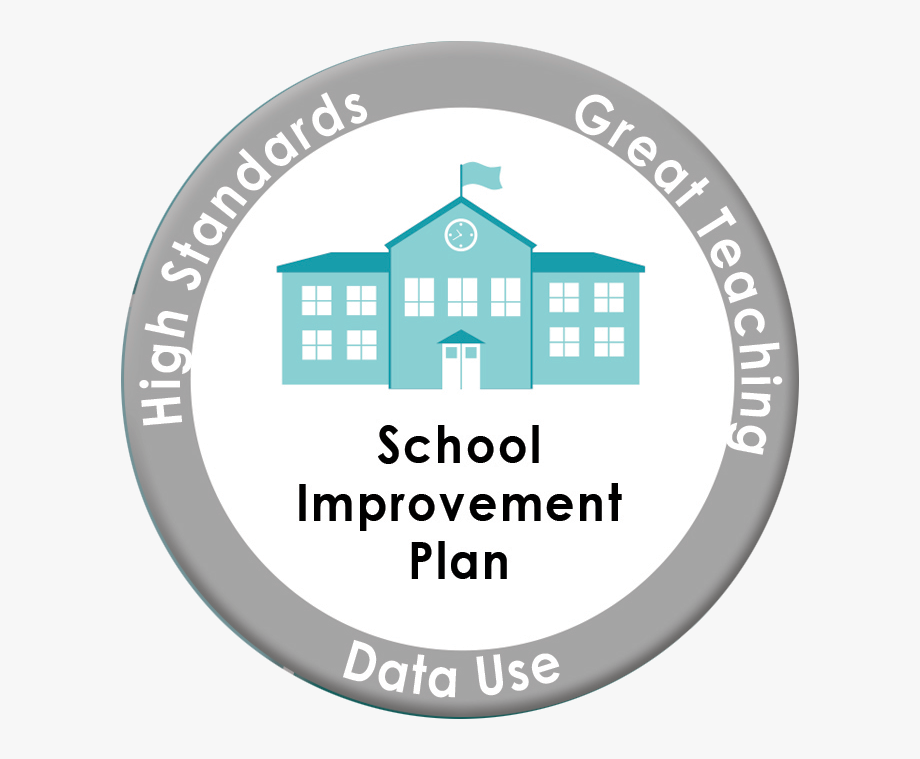 High Standards
Great Teaching
School
Improvement
Plan
Data Use